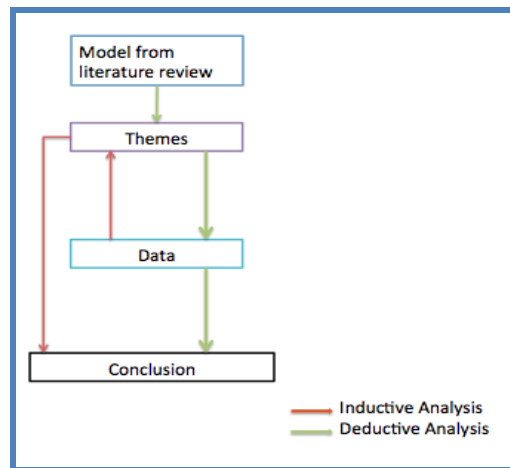 Model from
literature review
Themes
Data
Conclusion
Inductive Analysis
Deductive Analysis